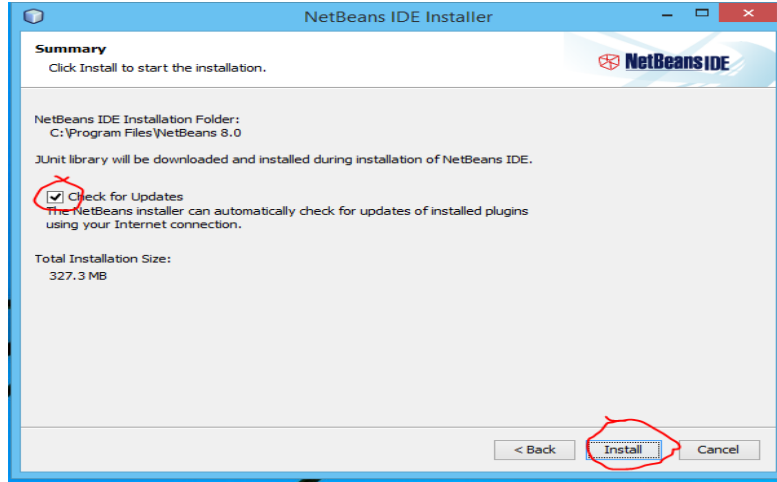 NetBeans IDE Installer
Summary
Click Install to start the installation.
NetBeans IDE
NetBeans IDE Installation Folder:
C:\Program Files\NetBeans 8.0
JUnit library will be downloaded and installed during installation of NetBeans IDE.
Check for Updates
The NetBeans installer can automatically check for updates of installed plugins
using your Internet connection.
Total Installation Size:
327.3 MB
< Back
Install
Cancel